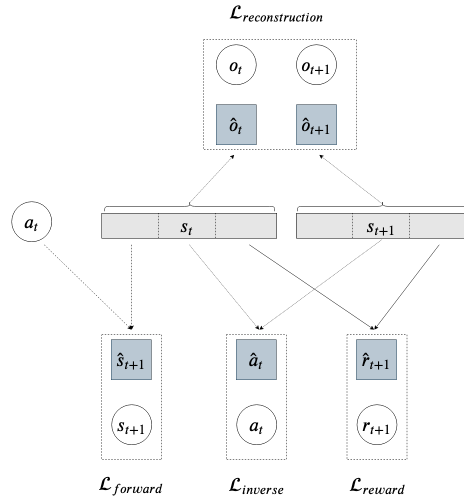 ℒ_reconstruction
o_t o_{t+1}
ô_t ô_{t+1}
a_t s_t s_{t+1}
ŝ_{t+1} â_t r̂_{t+1}
s_{t+1} a_t r_{t+1}
ℒ_forward ℒ_inverse ℒ_reward